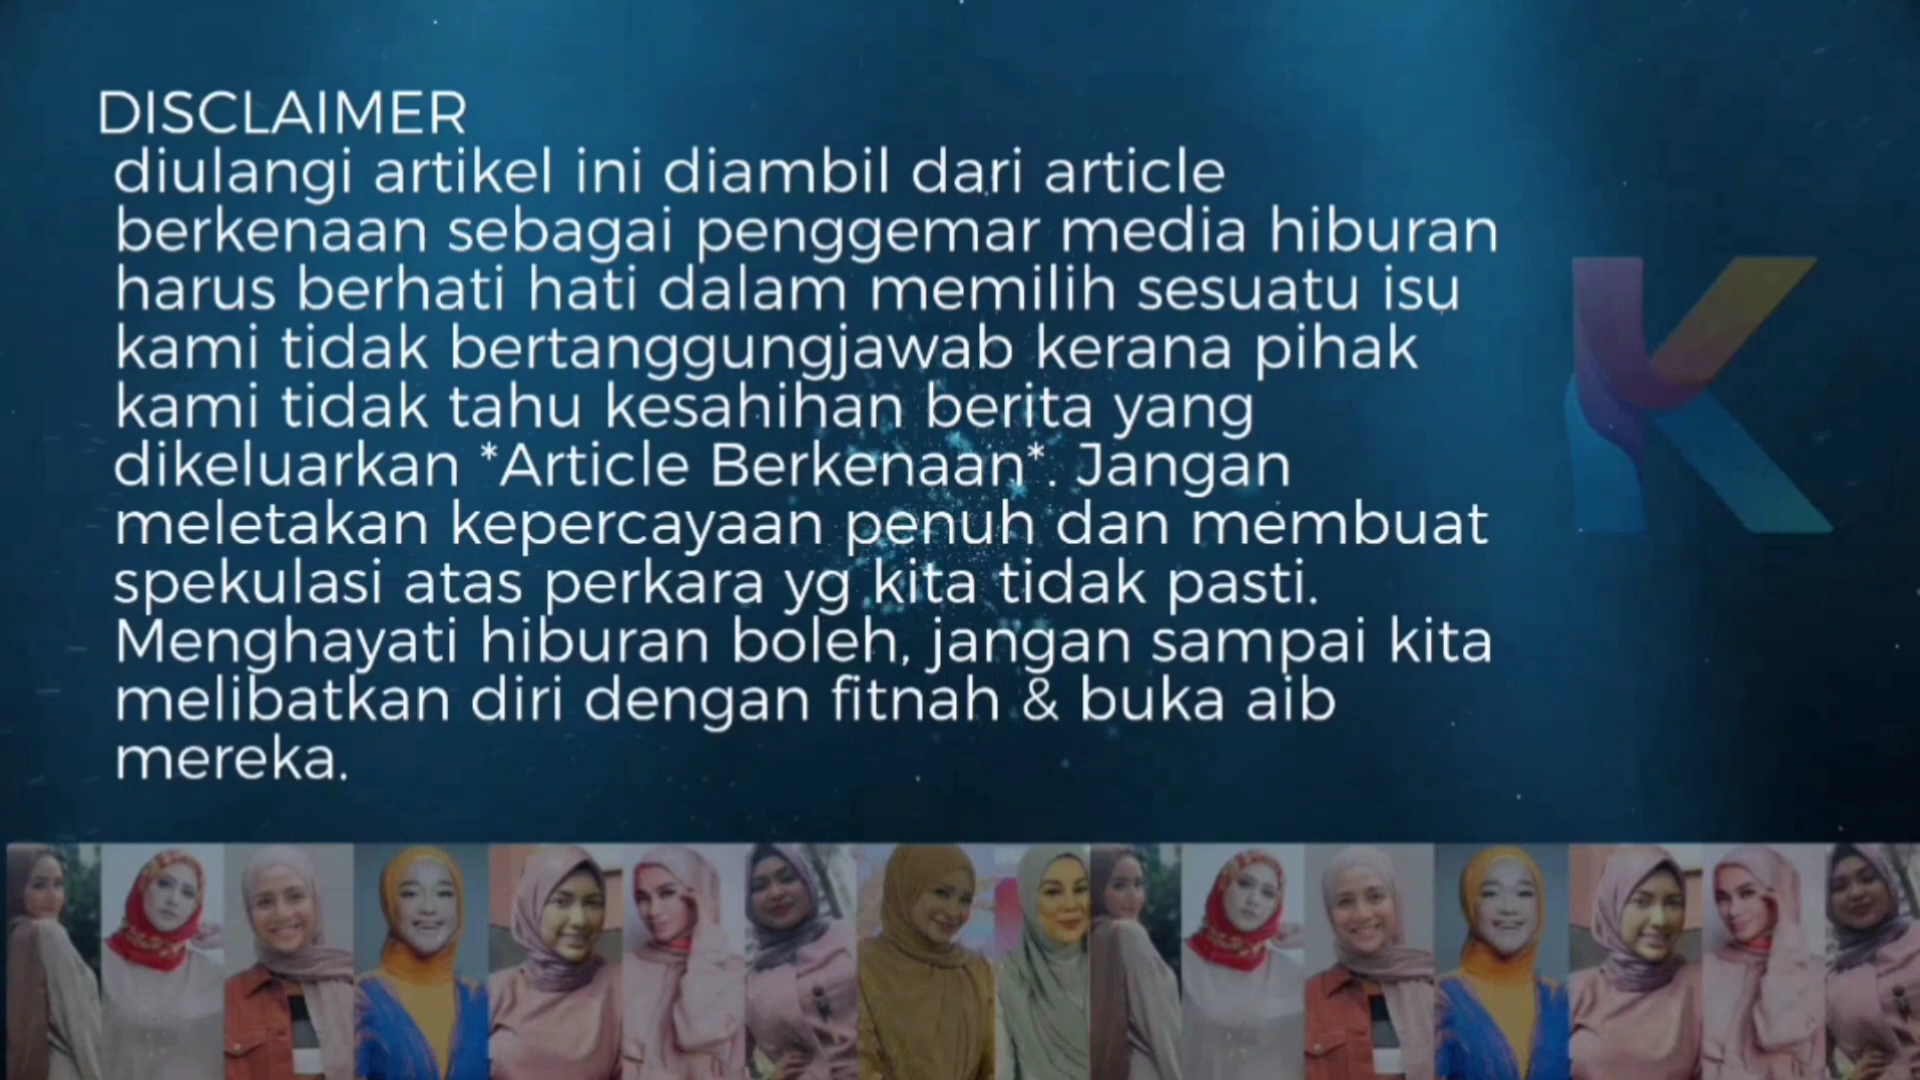 DISCLAIMER
diulangi artikel ini diambil dari article
berkenaan sebagai penggemar media hiburan
harus berhati hati dalam memilih sesuatu isu
kami tidak bertanggungjawab kerana pihak
kami tidak tahu kesahihan berita yang
dikeluarkan *Article Berkenaan*. Jangan
meletakan kepercayaan penuh dan membuat
spekulasi atas perkara yg kita tidak pasti.
Menghayati hiburan boleh, jangan sampai kita
melibatkan diri dengan fitnah & buka aib
mereka.
K